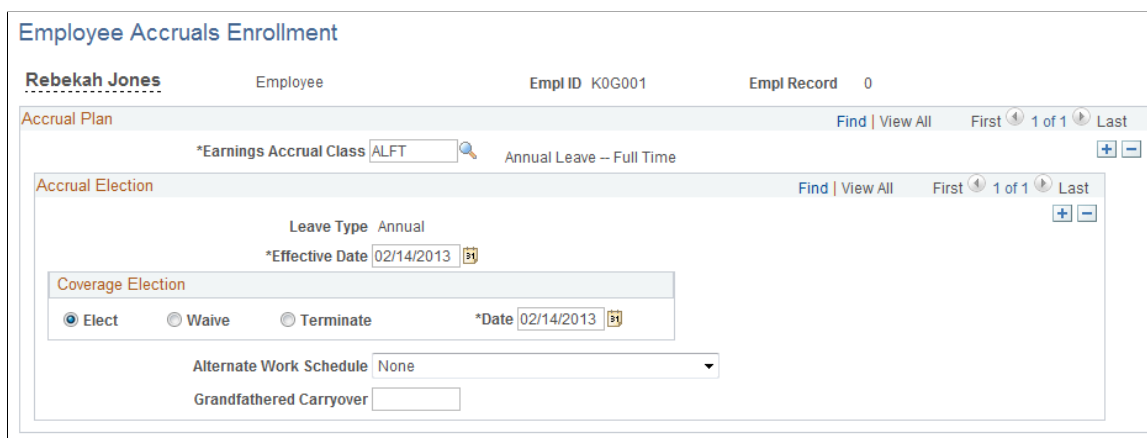 Employee Accruals Enrollment
Rebekah Jones Employee Empl ID K0G001 Empl Record 0
Accrual Plan Find | View All First 1 of 1 Last
*Earnings Accrual Class ALFT Annual Leave -- Full Time
Accrual Election Find | View All First 1 of 1 Last
Leave Type Annual
*Effective Date 02/14/2013
Coverage Election
Elect Waive Terminate *Date 02/14/2013
Alternate Work Schedule None
Grandfathered Carryover